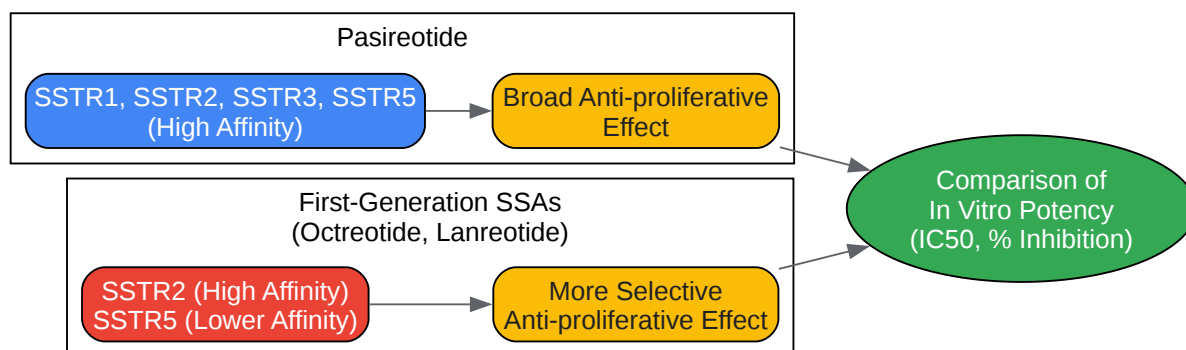 Pasireotide
SSTR1, SSTR2, SSTR3, SSTR5
(High Affinity)
Broad Anti-proliferative
Effect
First-Generation SSAs
(Octreotide, Lanreotide)
SSTR2 (High Affinity)
SSTR5 (Lower Affinity)
More Selective
Anti-proliferative Effect
Comparison of
In Vitro Potency
(IC50, % Inhibition)